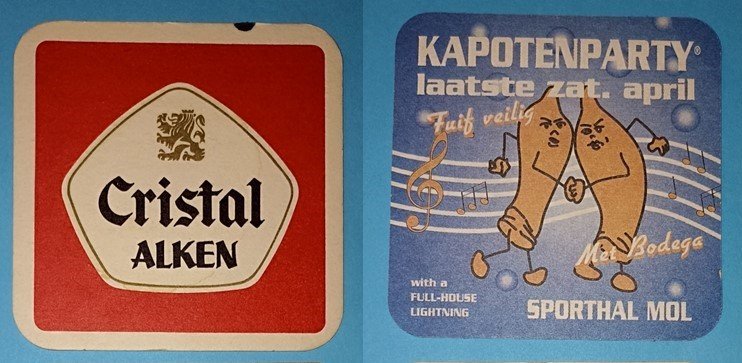 Cristal
ALKEN
KAPOTENPARTY®
laatste zat. april
Fuif veilig
Met Bodega
with a
FULL-HOUSE
LIGHTNING
SPORTHAL MOL